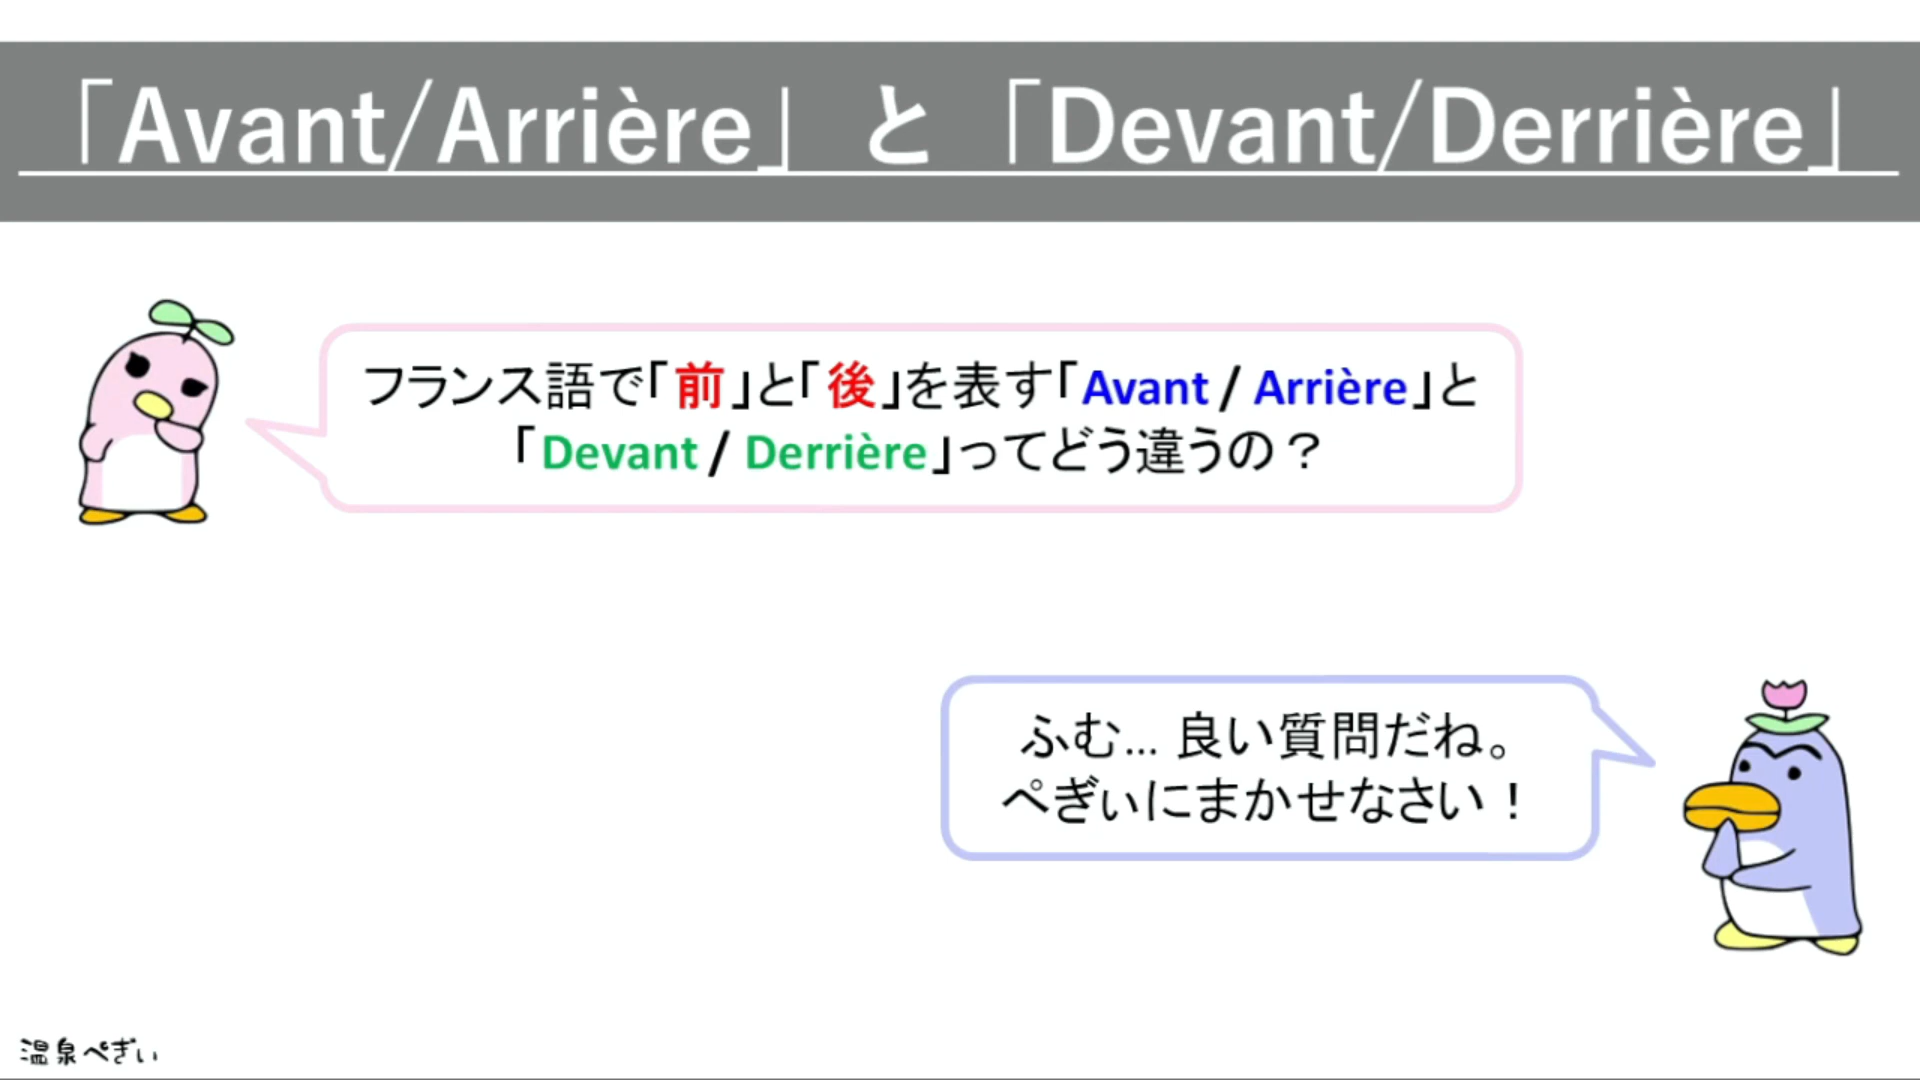 「Avant/Arrière」 と 「Devant/Derrière」
フランス語で「前」と「後」を表す「Avant / Arrière」と
「Devant / Derrière」ってどう違うの？
ふむ... 良い質問だね。
ぺぎぃにまかせなさい！
温泉ぺぎぃ